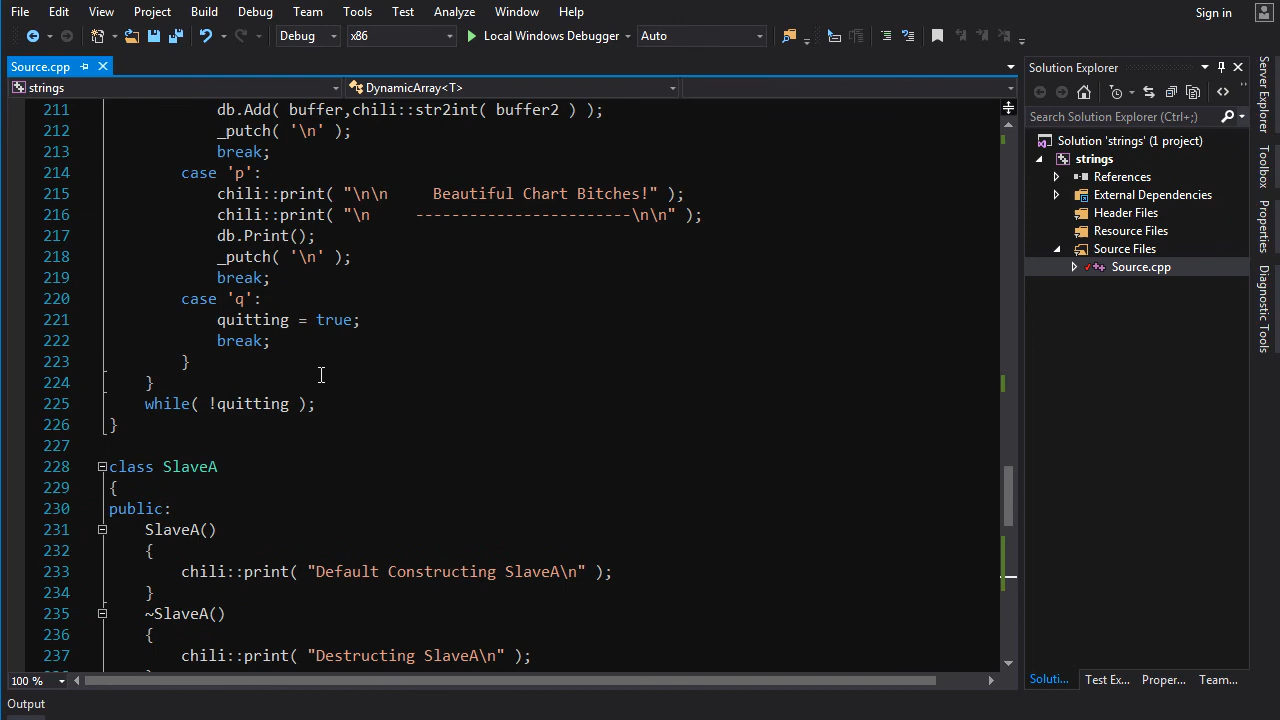 File Edit View Project Build Debug Team Tools Test Analyze Window Help Sign in
Debug x86 Local Windows Debugger Auto
Source.cpp
strings DynamicArray<T>
211 db.Add( buffer,chili::str2int( buffer2 ) );
212 _putch( '\n' );
213 break;
214 case 'p':
215 chili::print( "\n\n     Beautiful Chart Bitches!" );
216 chili::print( "\n     ------------------------\n\n" );
217 db.Print();
218 _putch( '\n' );
219 break;
220 case 'q':
221 quitting = true;
222 break;
223 }
224 }
225 while( !quitting );
226 }
227
228 class SlaveA
229 {
230 public:
231 SlaveA()
232 {
233 chili::print( "Default Constructing SlaveA\n" );
234 }
235 ~SlaveA()
236 {
237 chili::print( "Destructing SlaveA\n" );
100 %
Output
Solution Explorer
Search Solution Explorer (Ctrl+;)
Solution 'strings' (1 project)
strings
References
External Dependencies
Header Files
Resource Files
Source Files
Source.cpp
Soluti... Test Ex... Proper... Team...
Server Explorer
Toolbox
Properties
Diagnostic Tools